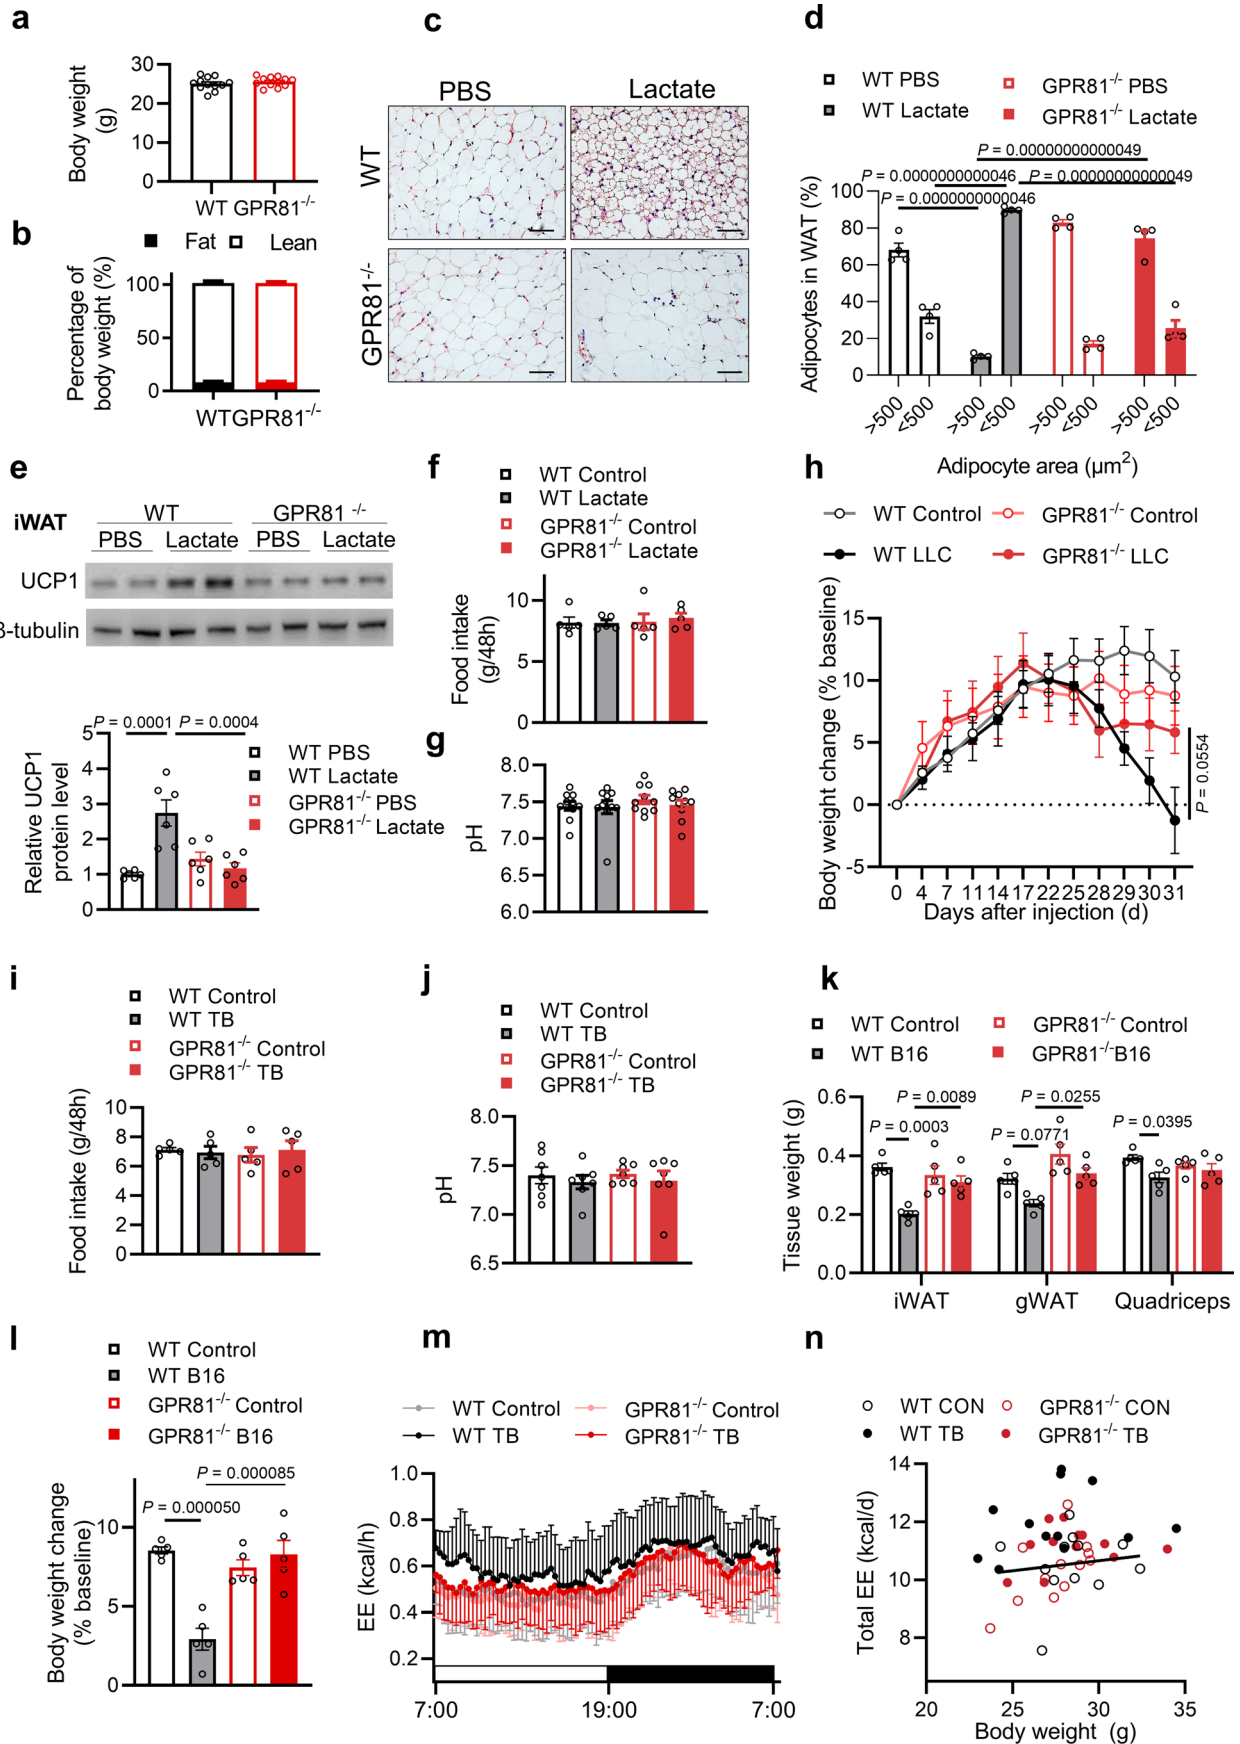 a
Body weight
(g)
30
20
10
0
WT GPR81-/-
b
Fat Lean
Percentage of
body weight (%)
100
50
0
WTGPR81-/-
c
PBS Lactate
WT
GPR81-/-
d
WT PBS GPR81-/- PBS
WT Lactate GPR81-/- Lactate
P = 0.00000000000049
P = 0.0000000000046 P = 0.00000000000049
P = 0.0000000000046
Adipocytes in WAT (%)
100
80
60
40
20
0
>500 <500 >500 <500 >500 <500 >500 <500
Adipocyte area (µm2)
e
iWAT
WT GPR81 -/-
PBS Lactate PBS Lactate
UCP1
β-tubulin
P = 0.0001 P = 0.0004
Relative UCP1
protein level
5
4
3
2
1
0
WT PBS
WT Lactate
GPR81-/- PBS
GPR81-/- Lactate
f
WT Control
WT Lactate
GPR81-/- Control
GPR81-/- Lactate
Food intake
(g/48h)
10
5
0
g
pH
8.0
7.5
7.0
6.5
6.0
h
WT Control GPR81-/- Control
WT LLC GPR81-/- LLC
Body weight change (% baseline)
15
10
5
0
-5
P = 0.0554
0 4 7 11 14 17 22 25 28 29 30 31
Days after injection (d)
i
WT Control
WT TB
GPR81-/- Control
GPR81-/- TB
Food intake (g/48h)
10
8
6
4
2
0
j
WT Control
WT TB
GPR81-/- Control
GPR81-/- TB
pH
8.0
7.5
7.0
6.5
k
WT Control GPR81-/- Control
WT B16 GPR81-/-B16
Tissue weight (g)
0.6
0.4
0.2
0.0
P = 0.0089 P = 0.0255
P = 0.0003 P = 0.0771 P = 0.0395
iWAT gWAT Quadriceps
l
WT Control
WT B16
GPR81-/- Control
GPR81-/- B16
P = 0.000085
P = 0.000050
Body weight change
(% baseline)
10
5
0
m
WT Control GPR81-/- Control
WT TB GPR81-/- TB
EE (kcal/h)
1.0
0.8
0.6
0.4
0.2
7:00 19:00 7:00
n
WT CON GPR81-/- CON
WT TB GPR81-/- TB
Total EE (kcal/d)
14
12
10
8
20 25 30 35
Body weight (g)